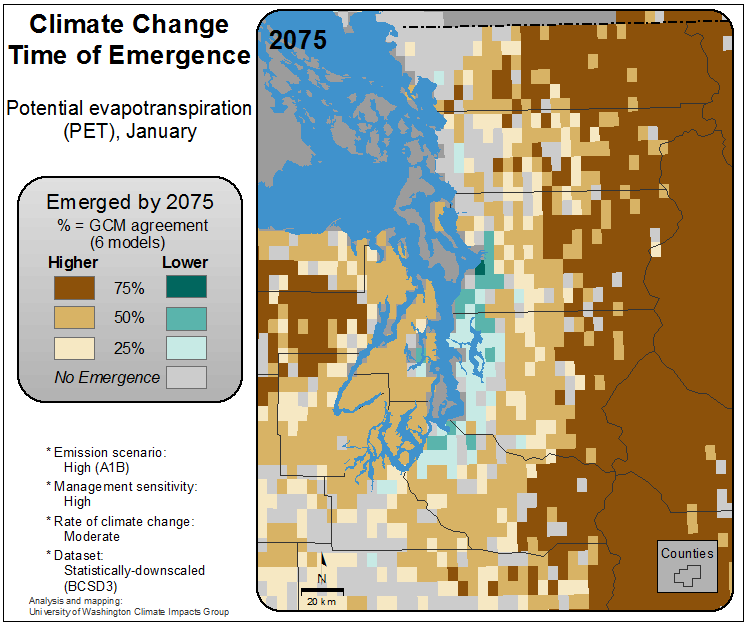 Climate Change
Time of Emergence
Potential evapotranspiration
(PET), January
Emerged by 2075
% = GCM agreement
(6 models)
Higher Lower
75%
50%
25%
No Emergence
* Emission scenario:
High (A1B)
* Management sensitivity:
High
* Rate of climate change:
Moderate
* Dataset:
Statistically-downscaled
(BCSD3)
Analysis and mapping:
University of Washington Climate Impacts Group
2075
N
20 km
Counties